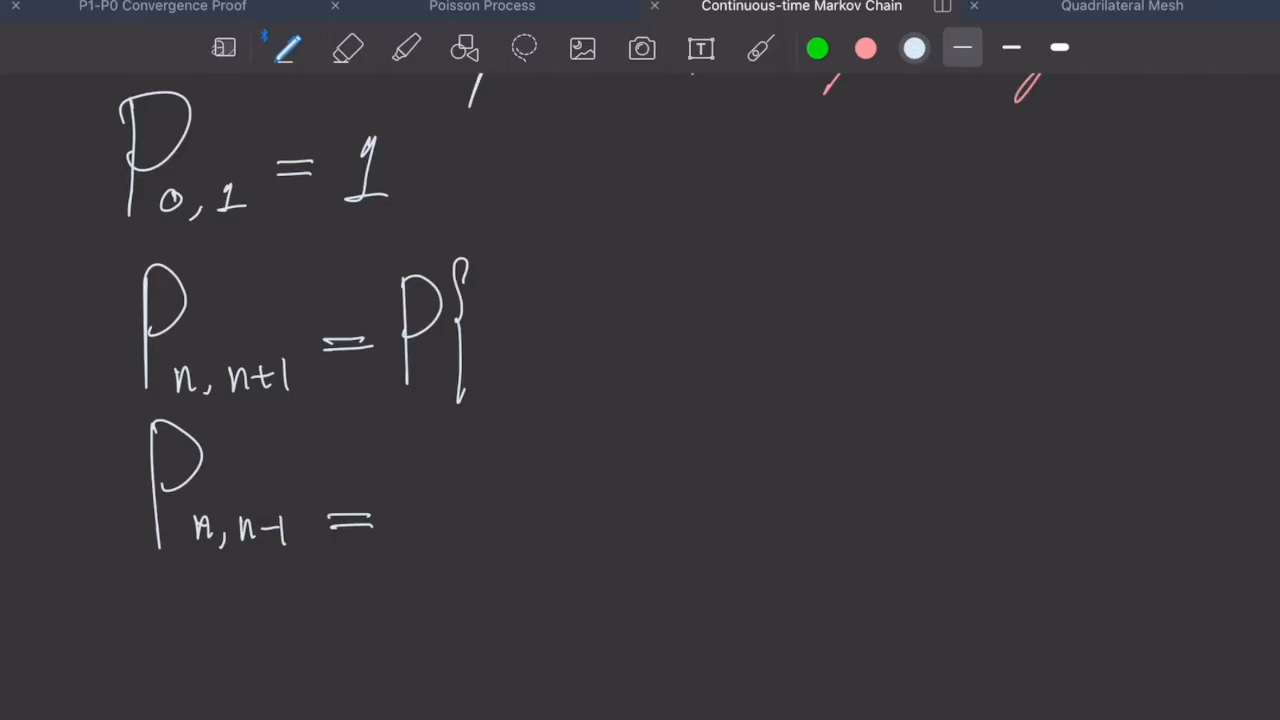 P1-P0 Convergence Proof Poisson Process Continuous-time Markov Chain Quadrilateral Mesh
P0,1 = 1
Pn,n+1 = P{
Pn,n-1 =